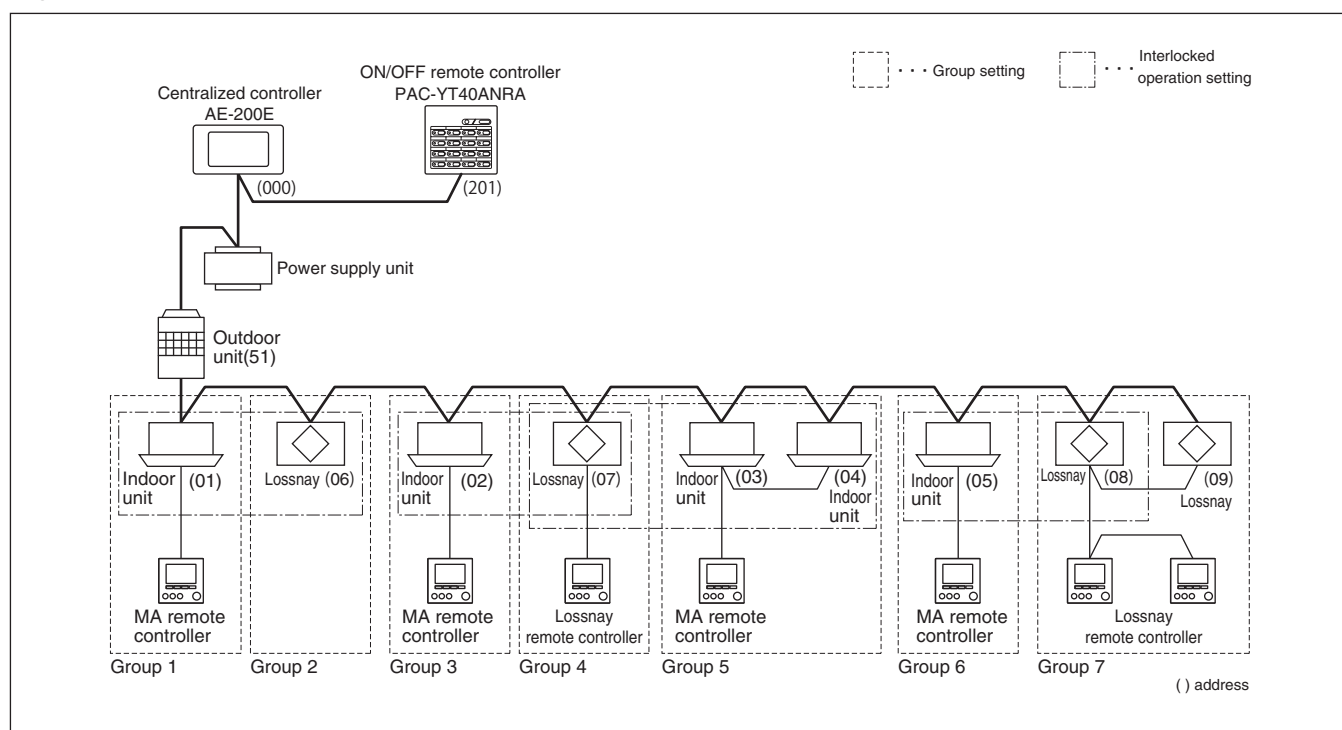 ON/OFF remote controller
PAC-YT40ANRA
Centralized controller
AE-200E
· · · Group setting
· · · Interlocked
operation setting
(000)
(201)
Power supply unit
Outdoor
unit(51)
Indoor
unit
(01)
Lossnay (06)
Indoor
unit
(02)
Lossnay (07)
Indoor
unit
(03)
(04)
Indoor
unit
Indoor
unit
(05)
Lossnay
(08)
(09)
Lossnay
MA remote
controller
MA remote
controller
Lossnay
remote controller
MA remote
controller
MA remote
controller
Lossnay
remote controller
Group 1
Group 2
Group 3
Group 4
Group 5
Group 6
Group 7
( ) address